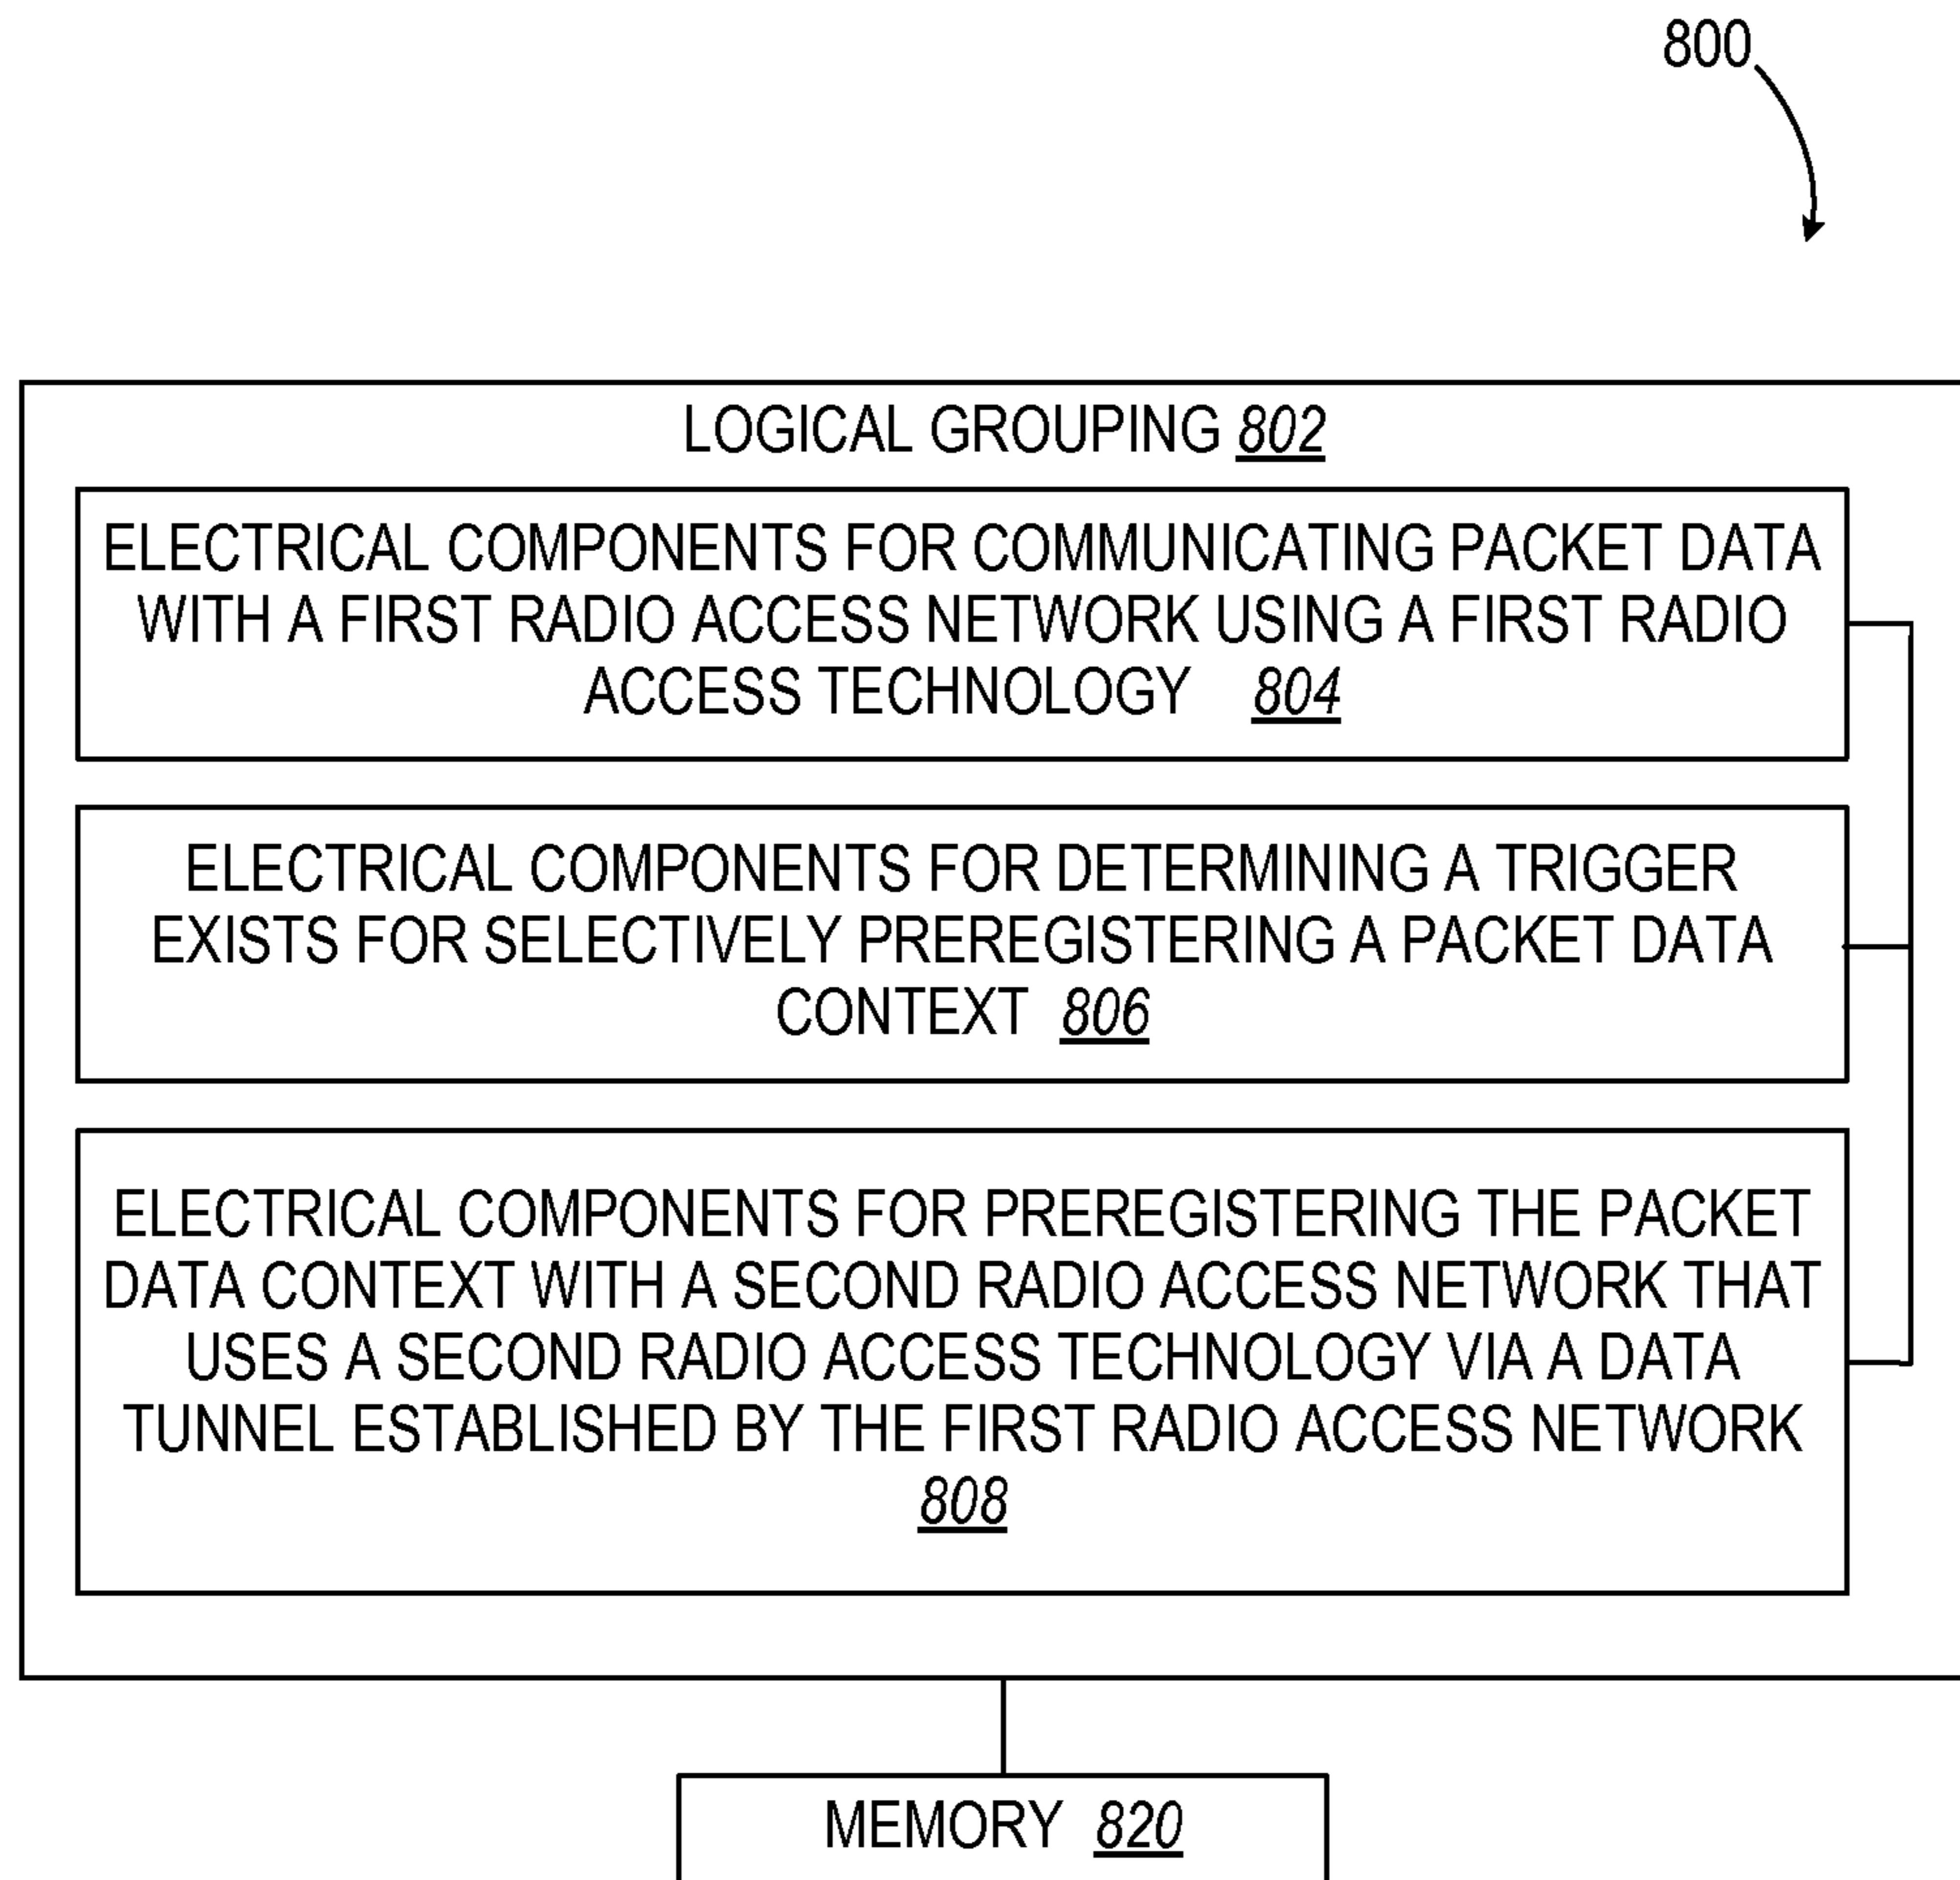 800
LOGICAL GROUPING 802
ELECTRICAL COMPONENTS FOR COMMUNICATING PACKET DATA
WITH A FIRST RADIO ACCESS NETWORK USING A FIRST RADIO
ACCESS TECHNOLOGY 804
ELECTRICAL COMPONENTS FOR DETERMINING A TRIGGER
EXISTS FOR SELECTIVELY PREREGISTERING A PACKET DATA
CONTEXT 806
ELECTRICAL COMPONENTS FOR PREREGISTERING THE PACKET
DATA CONTEXT WITH A SECOND RADIO ACCESS NETWORK THAT
USES A SECOND RADIO ACCESS TECHNOLOGY VIA A DATA
TUNNEL ESTABLISHED BY THE FIRST RADIO ACCESS NETWORK
808
MEMORY 820